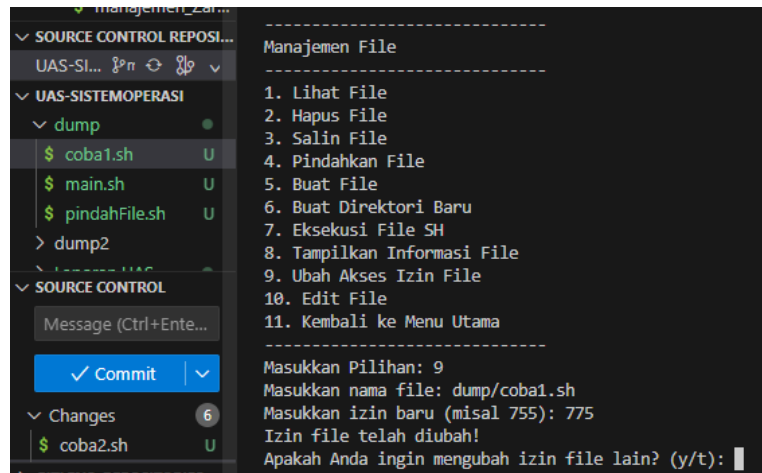 SOURCE CONTROL REPOSI...
UAS-SI...
UAS-SISTEMOPERASI
dump
$ coba1.sh U
$ main.sh U
$ pindahFile.sh U
dump2
SOURCE CONTROL
Message (Ctrl+Ente...
Commit
Changes 6
$ coba2.sh U
------------------------------
Manajemen File
------------------------------
1. Lihat File
2. Hapus File
3. Salin File
4. Pindahkan File
5. Buat File
6. Buat Direktori Baru
7. Eksekusi File SH
8. Tampilkan Informasi File
9. Ubah Akses Izin File
10. Edit File
11. Kembali ke Menu Utama
------------------------------
Masukkan Pilihan: 9
Masukkan nama file: dump/coba1.sh
Masukkan izin baru (misal 755): 775
Izin file telah diubah!
Apakah Anda ingin mengubah izin file lain? (y/t):